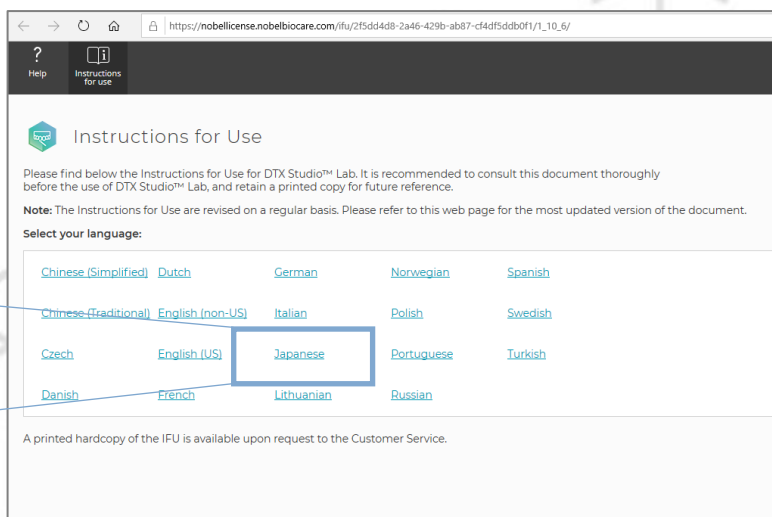 https://nobellicense.nobelbiocare.com/ifu/2f5dd4d8-2a46-429b-ab87-cf4df5ddb0f1/1_10_6/
?
Help
Instructions
for use
Instructions for Use
Please find below the Instructions for Use for DTX Studio™ Lab. It is recommended to consult this document thoroughly
before the use of DTX Studio™ Lab, and retain a printed copy for future reference.
Note: The Instructions for Use are revised on a regular basis. Please refer to this web page for the most updated version of the document.
Select your language:
Chinese (Simplified) Dutch German Norwegian Spanish
Chinese (Traditional) English (non-US) Italian Polish Swedish
Czech English (US) Japanese Portuguese Turkish
Danish French Lithuanian Russian
A printed hardcopy of the IFU is available upon request to the Customer Service.